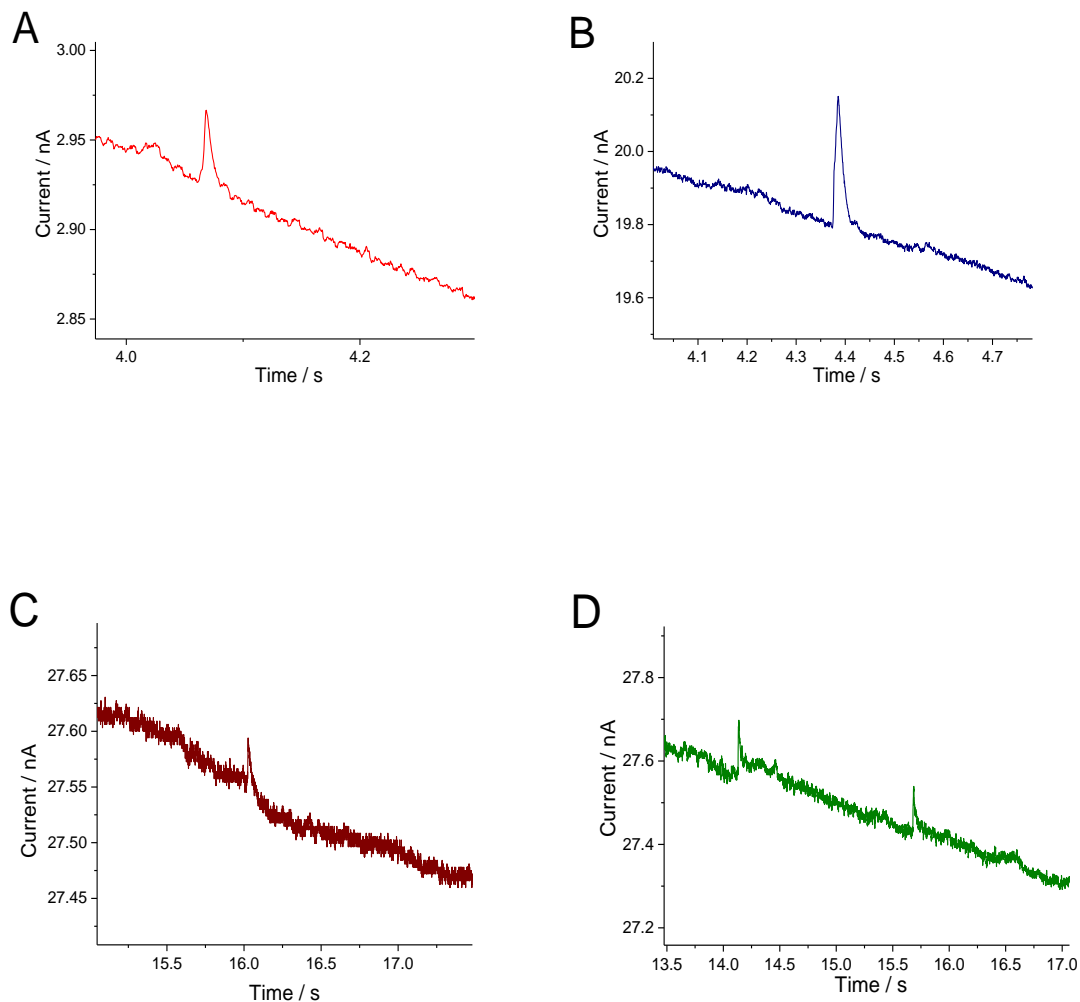 A
3.00
2.95
2.90
2.85
Current / nA
4.0 4.2
Time / s
B
20.2
20.0
19.8
19.6
Current / nA
4.1 4.2 4.3 4.4 4.5 4.6 4.7
Time / s
C
27.65
27.60
27.55
27.50
27.45
Current / nA
15.5 16.0 16.5 17.0
Time / s
D
27.8
27.6
27.4
27.2
Current / nA
13.5 14.0 14.5 15.0 15.5 16.0 16.5 17.0
Time / s